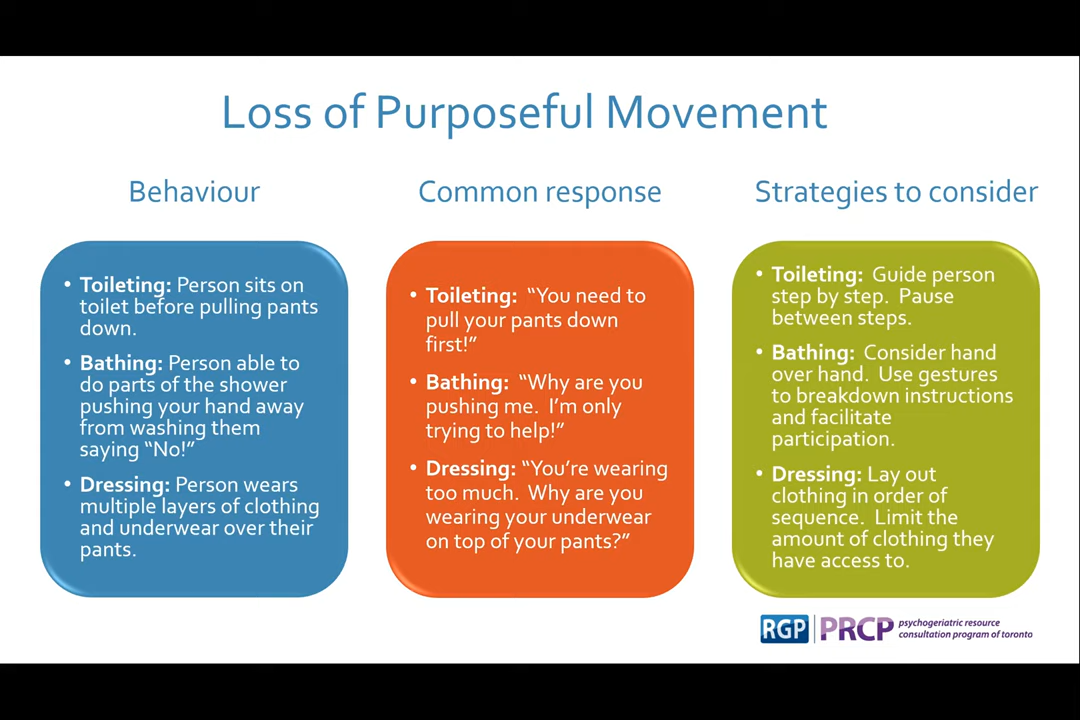 Loss of Purposeful Movement
Behaviour
• Toileting: Person sits on
toilet before pulling pants
down.
• Bathing: Person able to
do parts of the shower
pushing your hand away
from washing them
saying “No!”
• Dressing: Person wears
multiple layers of clothing
and underwear over their
pants.
Common response
• Toileting: “You need to
pull your pants down
first!”
• Bathing: “Why are you
pushing me. I’m only
trying to help!”
• Dressing: “You’re wearing
too much. Why are you
wearing your underwear
on top of your pants?”
Strategies to consider
• Toileting: Guide person
step by step. Pause
between steps.
• Bathing: Consider hand
over hand. Use gestures
to breakdown instructions
and facilitate
participation.
• Dressing: Lay out
clothing in order of
sequence. Limit the
amount of clothing they
have access to.
RGP PRCP psychogeriatric resource
consultation program of toronto